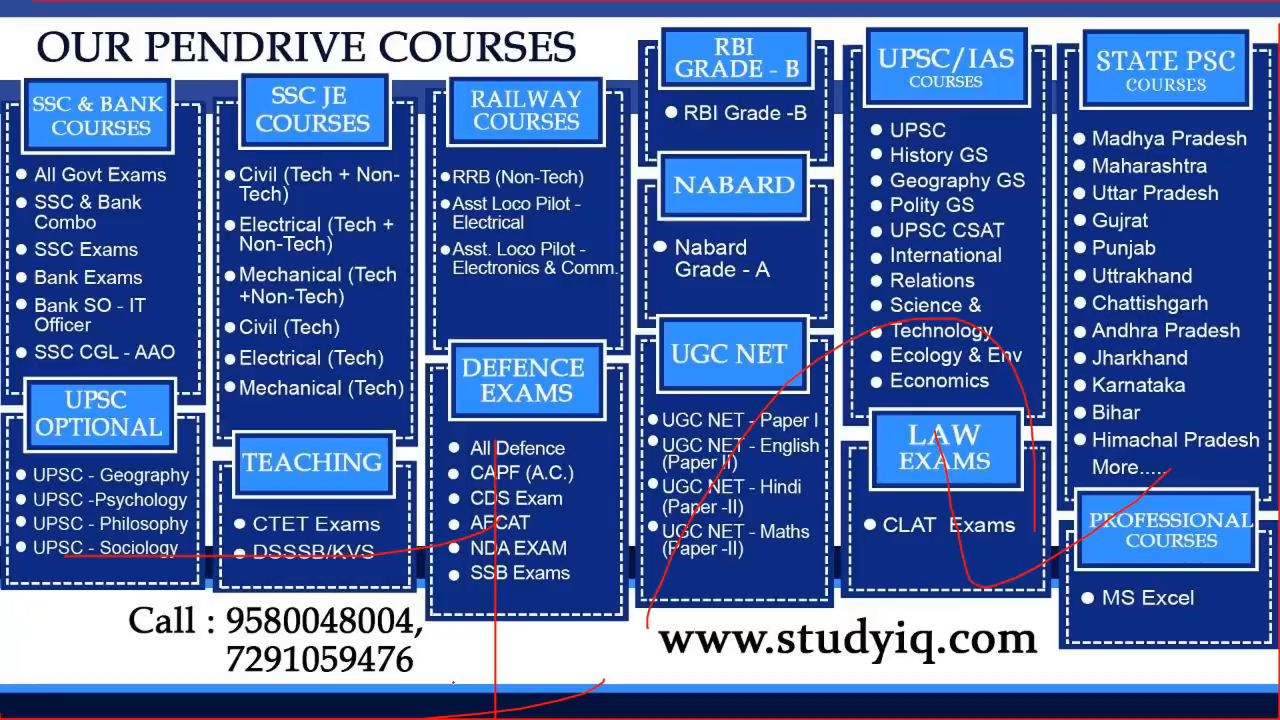 OUR PENDRIVE COURSES
SSC & BANK
COURSES
All Govt Exams
SSC & Bank
Combo
SSC Exams
Bank Exams
Bank SO - IT
Officer
SSC CGL - AAO
UPSC
OPTIONAL
UPSC - Geography
UPSC -Psychology
UPSC - Philosophy
UPSC - Sociology
SSC JE
COURSES
Civil (Tech + Non-
Tech)
Electrical (Tech +
Non-Tech)
Mechanical (Tech
+Non-Tech)
Civil (Tech)
Electrical (Tech)
Mechanical (Tech)
TEACHING
CTET Exams
DSSSB/KVS
RAILWAY
COURSES
RRB (Non-Tech)
Asst Loco Pilot -
Electrical
Asst. Loco Pilot -
Electronics & Comm.
DEFENCE
EXAMS
All Defence
CAPF (A.C.)
CDS Exam
AFCAT
NDA EXAM
SSB Exams
RBI
GRADE - B
RBI Grade -B
NABARD
Nabard
Grade - A
UGC NET
UGC NET - Paper I
UGC NET - English
(Paper II)
UGC NET - Hindi
(Paper -II)
UGC NET - Maths
(Paper -II)
UPSC/IAS
COURSES
UPSC
History GS
Geography GS
Polity GS
UPSC CSAT
International
Relations
Science &
Technology
Ecology & Env
Economics
LAW
EXAMS
CLAT Exams
STATE PSC
COURSES
Madhya Pradesh
Maharashtra
Uttar Pradesh
Gujrat
Punjab
Uttrakhand
Chattishgarh
Andhra Pradesh
Jharkhand
Karnataka
Bihar
Himachal Pradesh
More.....
PROFESSIONAL
COURSES
MS Excel
Call : 9580048004,
7291059476
www.studyiq.com